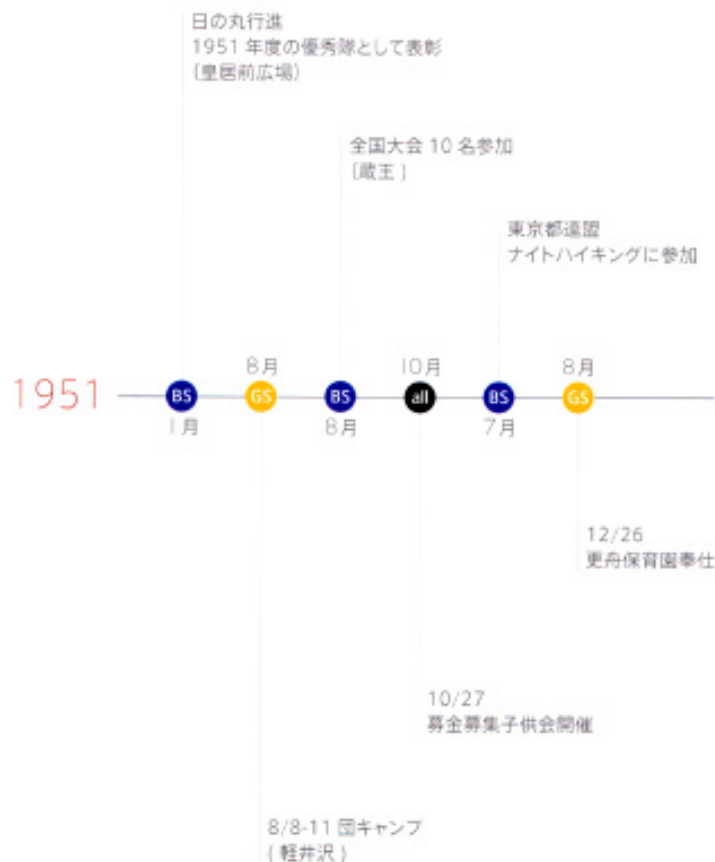 日の丸行進
1951 年度の優秀隊として表彰
(皇居前広場)
全国大会 10 名参加
(蔵王)
東京都連盟
ナイトハイキングに参加
8月
10月
8月
1951
BS
GS
BS
all
BS
GS
1月
8月
7月
12/26
更舟保育園奉仕
10/27
募金募集子供会開催
8/8-11 団キャンプ
(軽井沢)